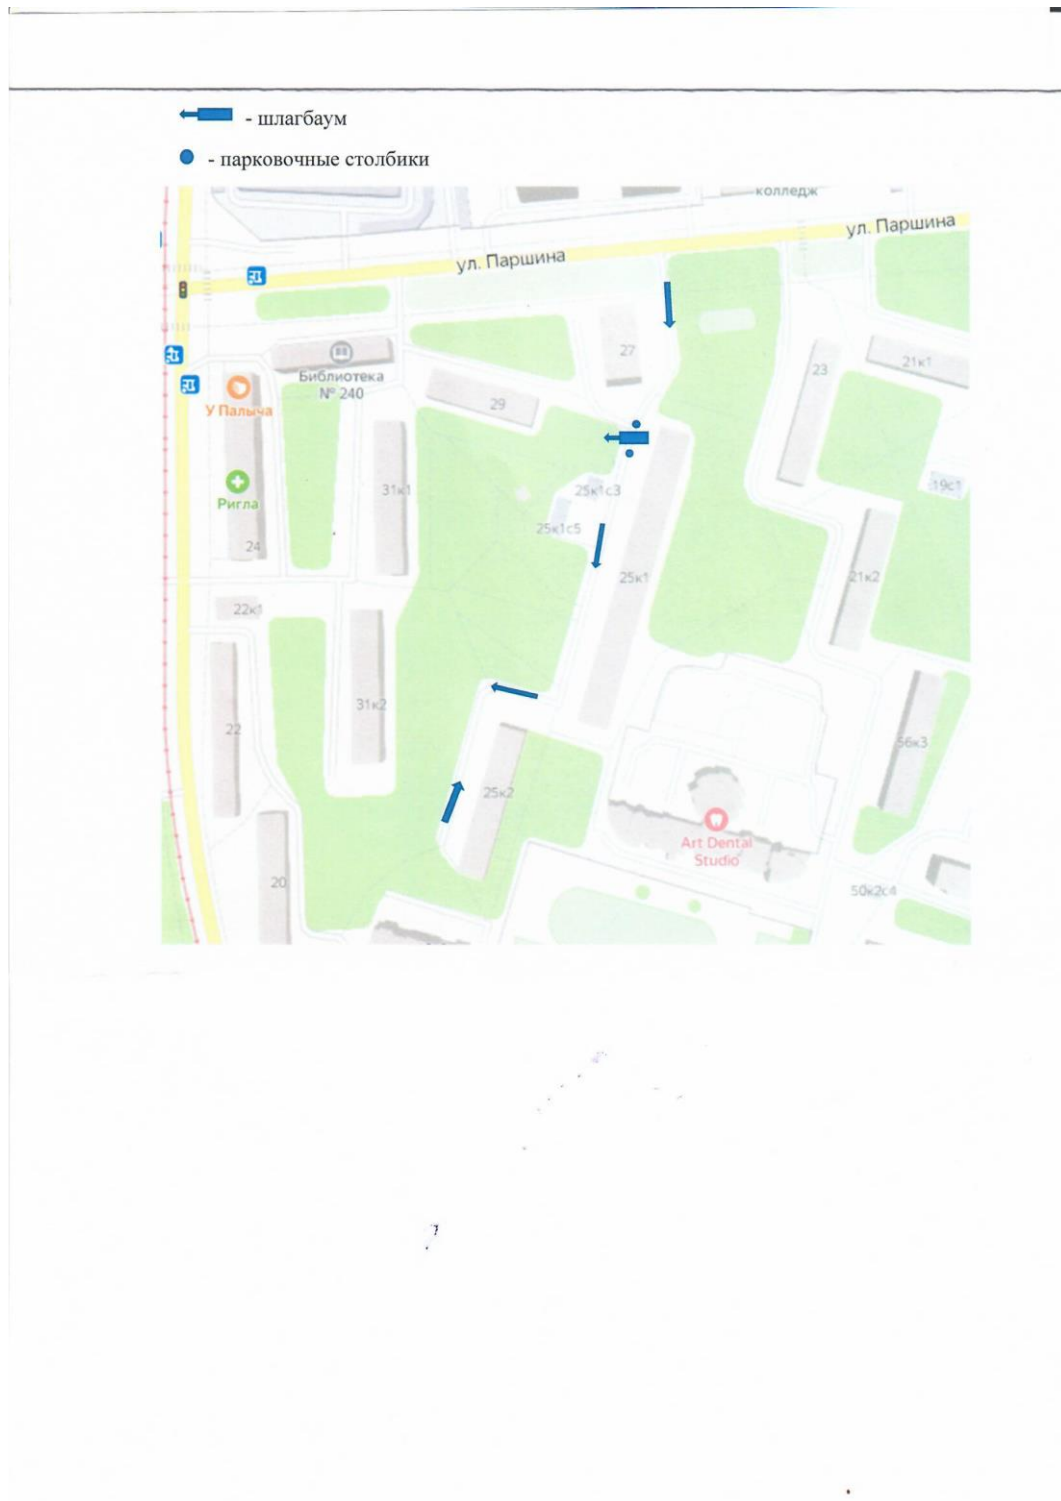 - шлагбаум
- парковочные столбики
колледж
ул. Паршина
ул. Паршина
27
23
21к1
Библиотека
№ 240
У Палыча
29
31к1
25к1с3
19с1
Ригла
25к1с5
24
25к1
21к2
22к1
31к2
22
56к3
25к2
Art Dental
Studio
20
50к2с4